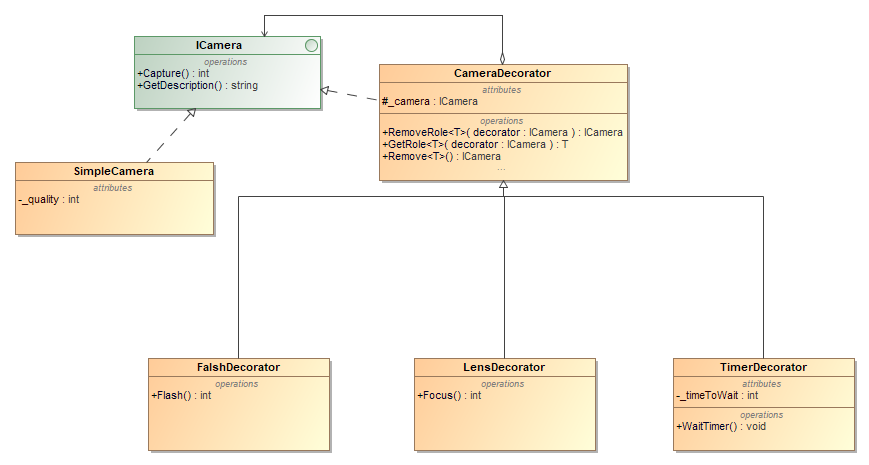 ICamera
operations
+Capture() : int
+GetDescription() : string
CameraDecorator
attributes
#_camera : ICamera
operations
+RemoveRole<T>( decorator : ICamera ) : ICamera
+GetRole<T>( decorator : ICamera ) : T
+Remove<T>() : ICamera
...
SimpleCamera
attributes
-_quality : int
FalshDecorator
operations
+Flash() : int
LensDecorator
operations
+Focus() : int
TimerDecorator
attributes
-_timeToWait : int
operations
+WaitTimer() : void